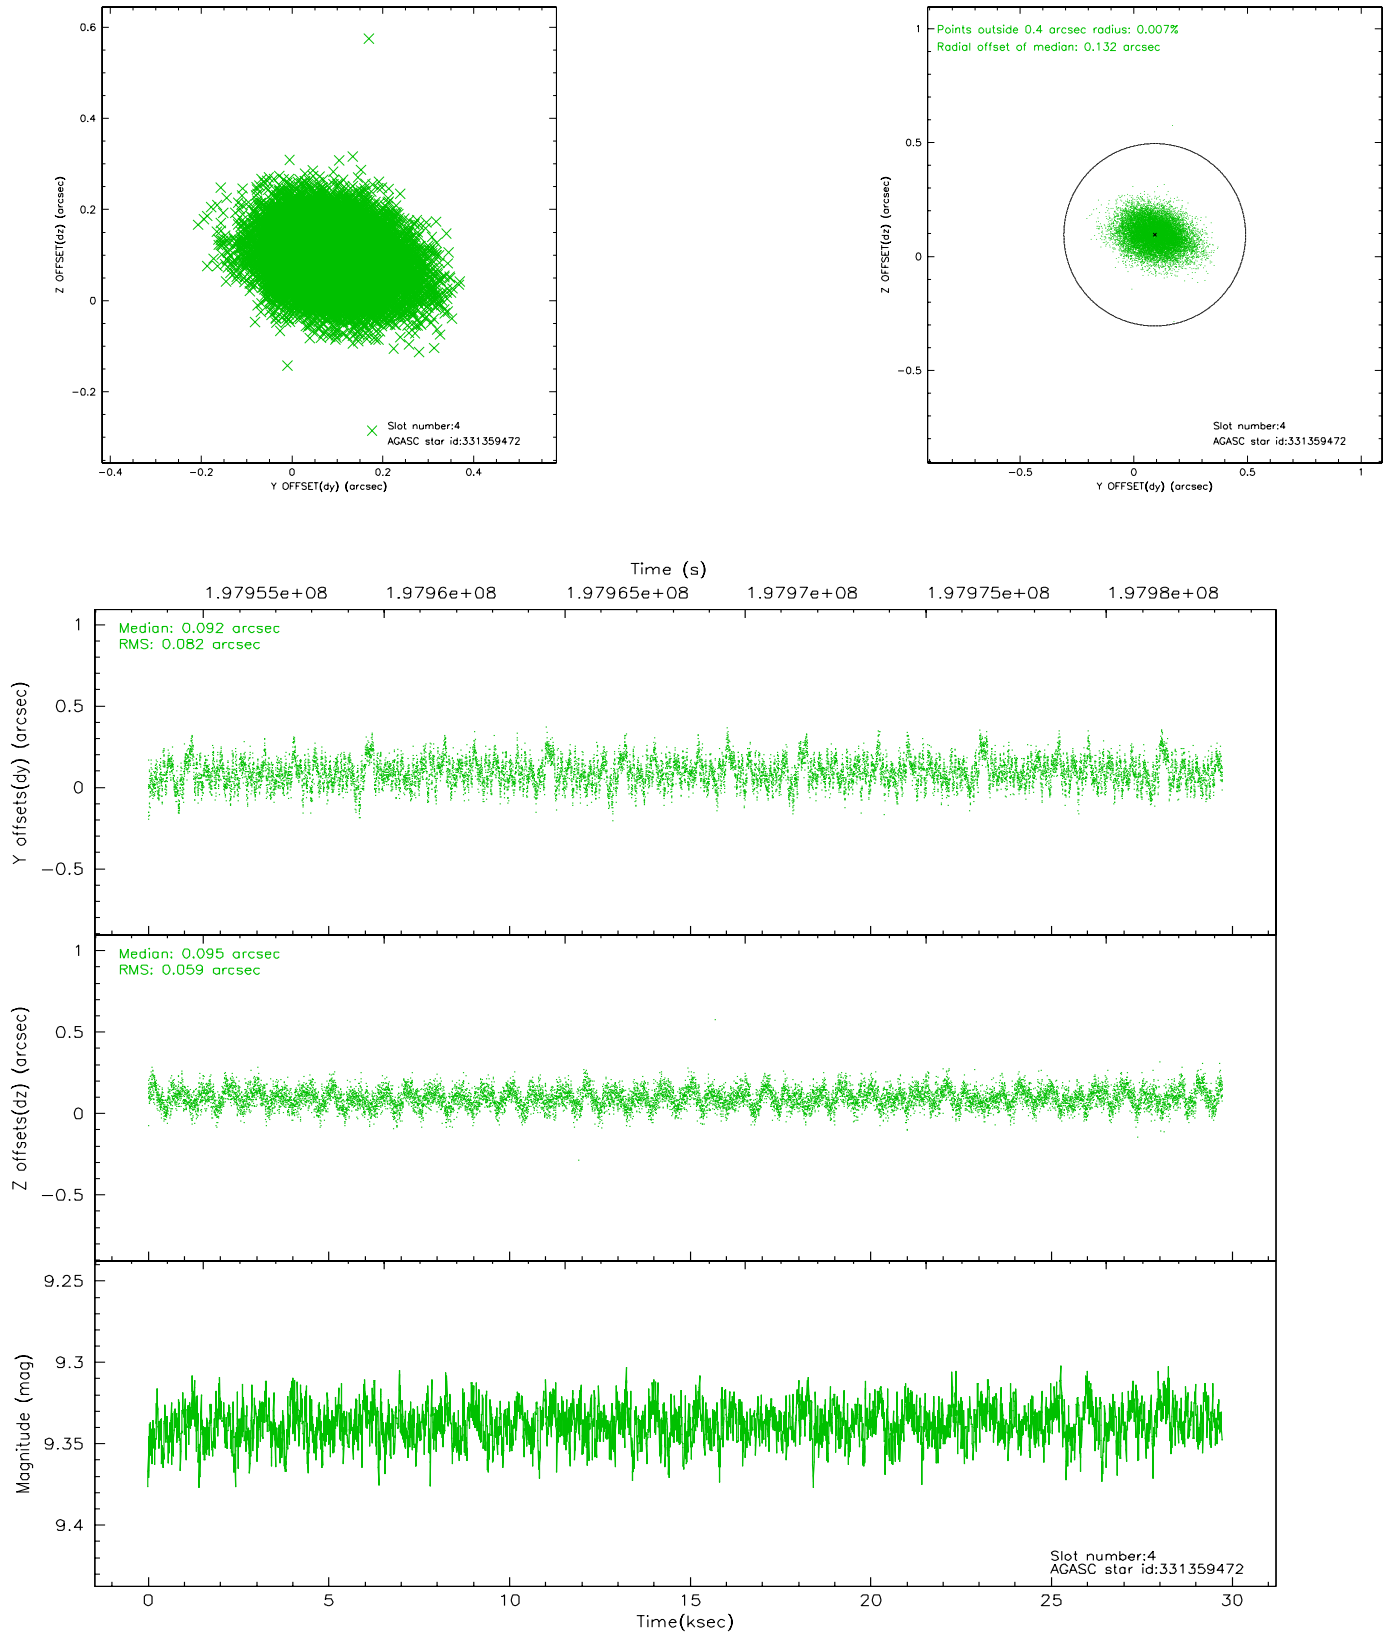 0.6
0.4
0.2
0
−0.2
Z OFFSET(dz) (arcsec)
Slot number:4
AGASC star id:331359472
−0.4
−0.2
0
0.2
0.4
Y OFFSET(dy) (arcsec)
Points outside 0.4 arcsec radius: 0.007%
Radial offset of median: 0.132 arcsec
1
0.5
0
−0.5
Z OFFSET(dz) (arcsec)
Slot number:4
AGASC star id:331359472
−0.5
0
0.5
1
Y OFFSET(dy) (arcsec)
Time (s)
1.97955e+08
1.9796e+08
1.97965e+08
1.9797e+08
1.97975e+08
1.9798e+08
Median: 0.092 arcsec
RMS: 0.082 arcsec
1
0.5
0
−0.5
Y offsets(dy) (arcsec)
Median: 0.095 arcsec
RMS: 0.059 arcsec
1
0.5
0
−0.5
Z offsets(dz) (arcsec)
9.25
9.3
9.35
9.4
Magnitude (mag)
Slot number:4
AGASC star id:331359472
0
5
10
15
20
25
30
Time(ksec)